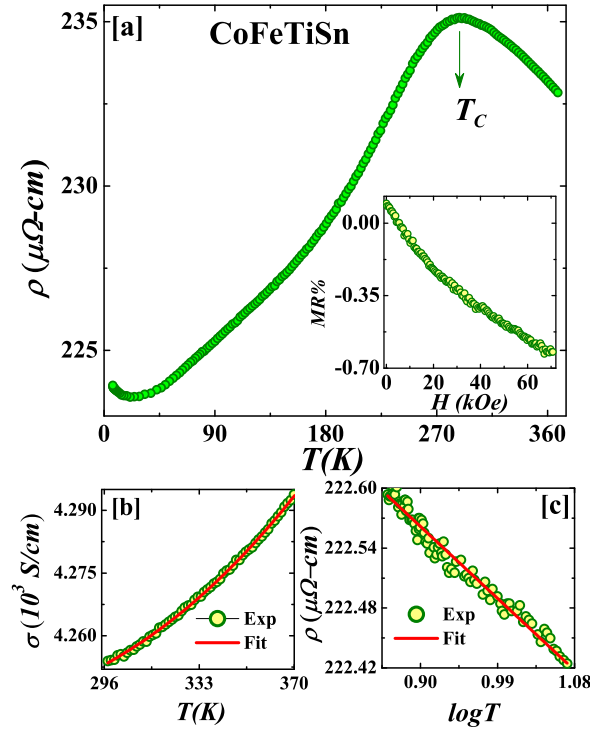 [a] CoFeTiSn
235
230
225
ρ (μΩ-cm)
T_C
0.00
-0.35
-0.70
MR%
0 20 40 60
H (kOe)
0 90 180 270 360
T(K)
[b]
4.290
4.275
4.260
σ (10³ S/cm)
Exp
Fit
296 333 370
T(K)
[c]
222.60
222.54
222.48
222.42
ρ (μΩ-cm)
Exp
Fit
0.90 0.99 1.08
logT